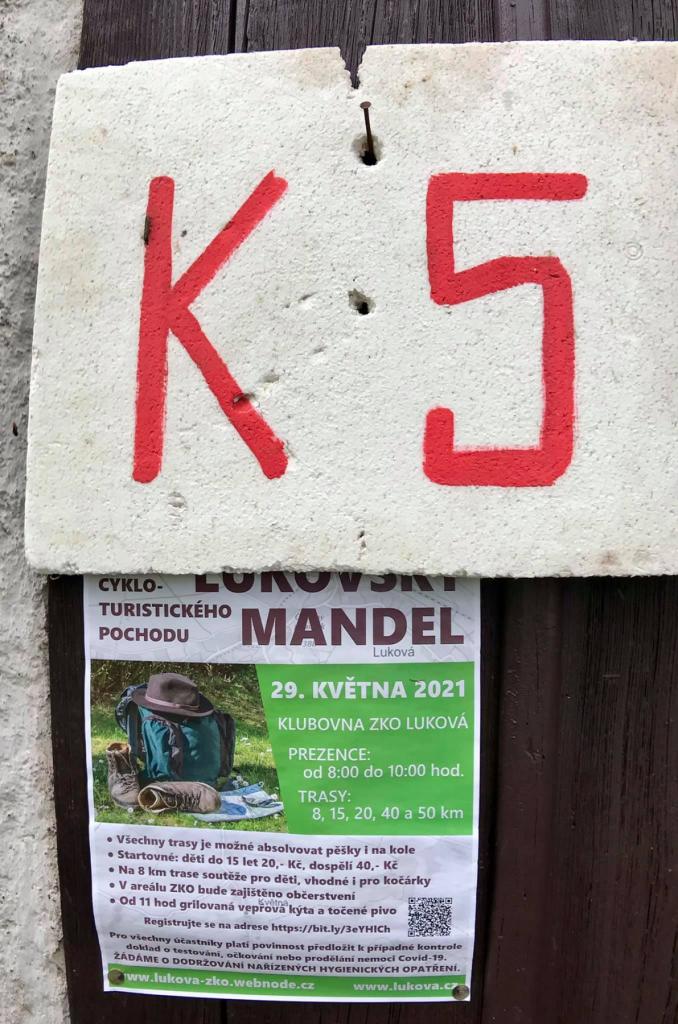 K 5
CYKLO-
TURISTICKÉHO
POCHODU
LUKOVSKÝ
MANDEL
Luková
29. KVĚTNA 2021
KLUBOVNA ZKO LUKOVÁ
PREZENCE:
od 8:00 do 10:00 hod.
TRASY:
8, 15, 20, 40 a 50 km
• Všechny trasy je možné absolvovat pěšky i na kole
• Startovné: děti do 15 let 20,- Kč, dospělí 40,- Kč
• Na 8 km trase soutěže pro děti, vhodné i pro kočárky
• V areálu ZKO bude zajištěno občerstvení
Květná
• Od 11 hod grilovaná vepřová kýta a točené pivo
Registrujte se na adrese https://bit.ly/3eYHICh
Pro všechny účastníky platí povinnost předložit k případné kontrole
doklad o testování, očkování nebo prodělání nemoci Covid-19.
ŽÁDÁME O DODRŽOVÁNÍ NAŘÍZENÝCH HYGIENICKÝCH OPATŘENÍ.
www.lukova-zko.webnode.cz www.lukova.cz